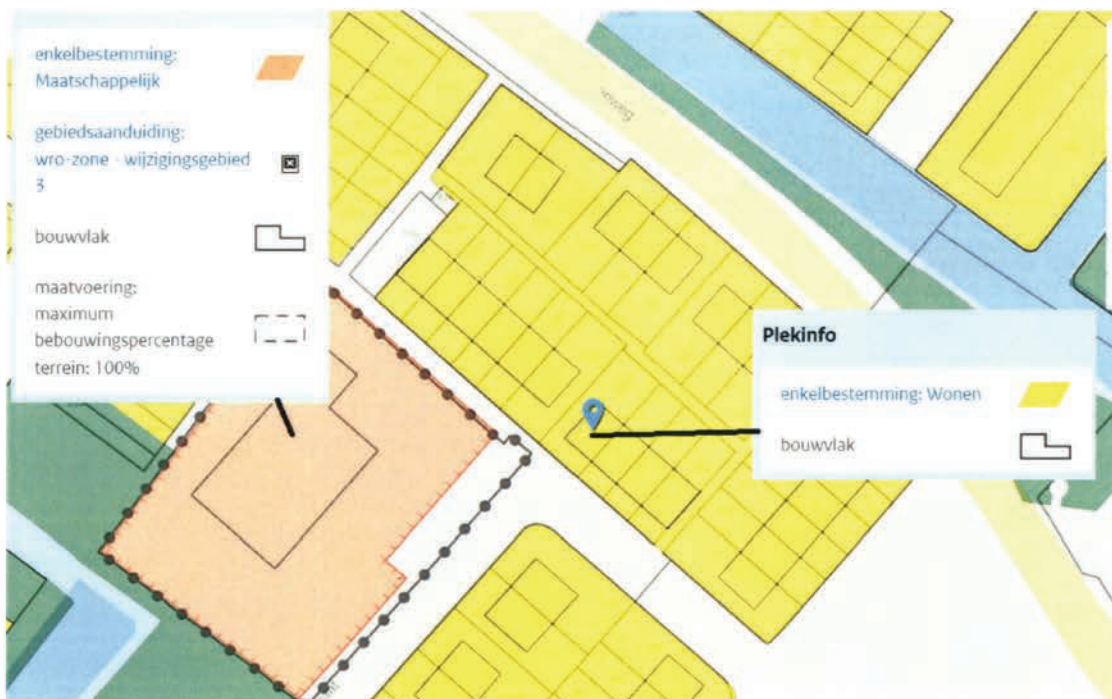 enkelbestemming:
Maatschappelijk
gebiedsaanduiding:
wro-zone - wijzigingsgebied
3
bouwvlak
maatvoering:
maximum
bebouwingspercentage
terrein: 100%
Plekinfo
enkelbestemming: Wonen
bouwvlak